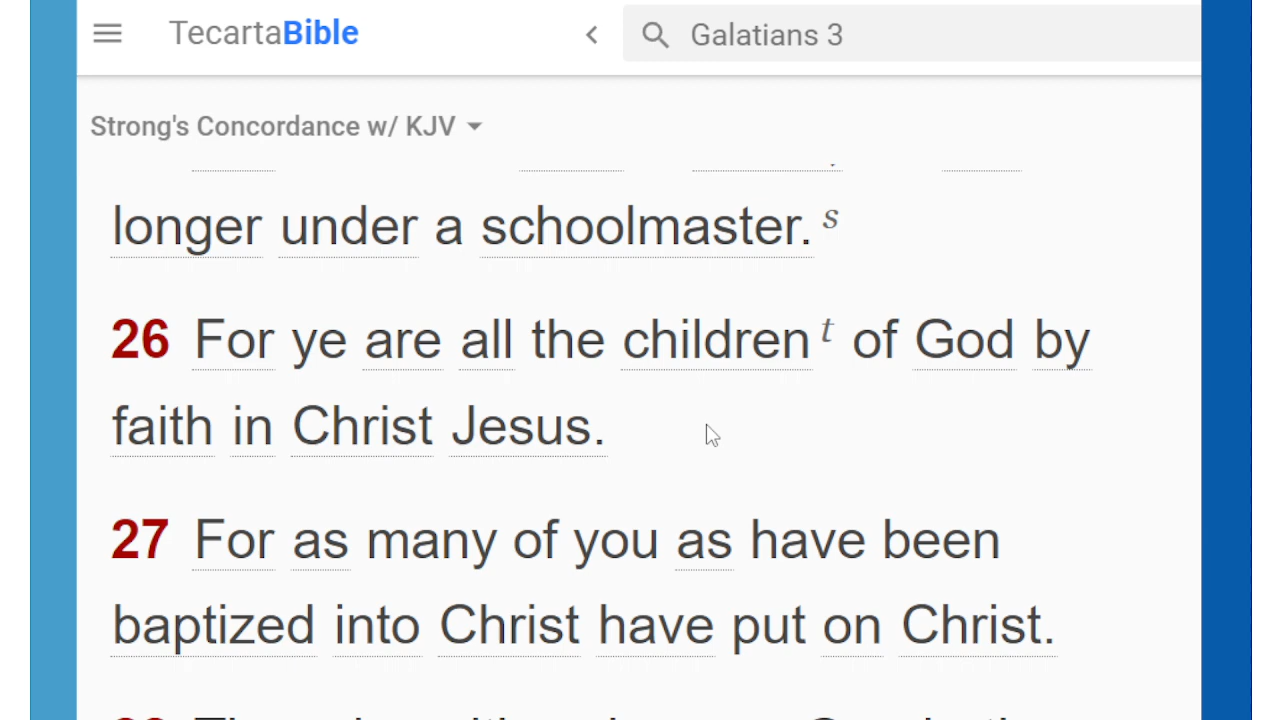 TecartaBible
Galatians 3
Strong's Concordance w/ KJV
longer under a schoolmaster. s
26 For ye are all the children t of God by
faith in Christ Jesus.
27 For as many of you as have been
baptized into Christ have put on Christ.